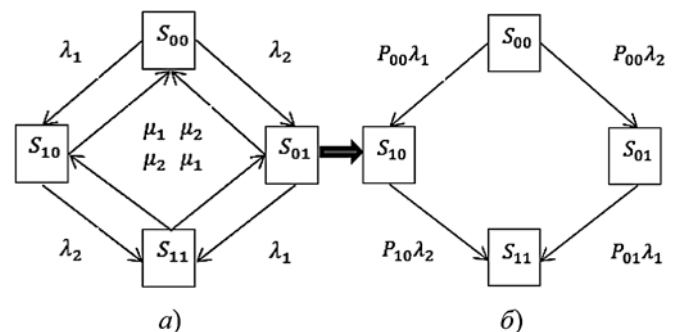 S₀₀ S₀₀
λ₁ λ₂ P₀₀λ₁ P₀₀λ₂
μ₁ μ₂
S₁₀ S₀₁ S₁₀ S₀₁
μ₂ μ₁
λ₂ S₁₁ λ₁ P₁₀λ₂ S₁₁ P₀₁λ₁
а) б)